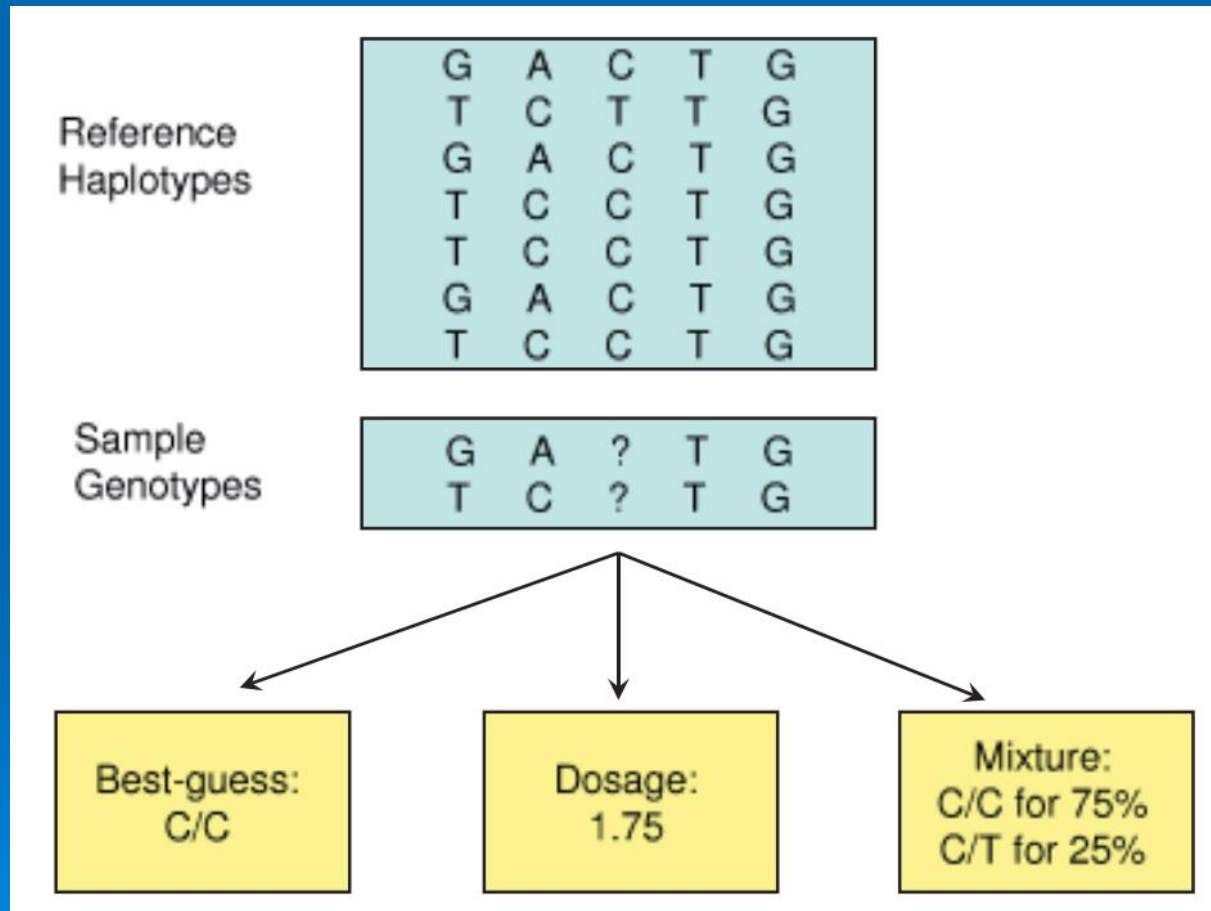 Reference
Haplotypes
G A C T G
T C T T G
G A C T G
T C C T G
T C C T G
G A C T G
T C C T G
Sample
Genotypes
G A ? T G
T C ? T G
Best-guess:
C/C
Dosage:
1.75
Mixture:
C/C for 75%
C/T for 25%